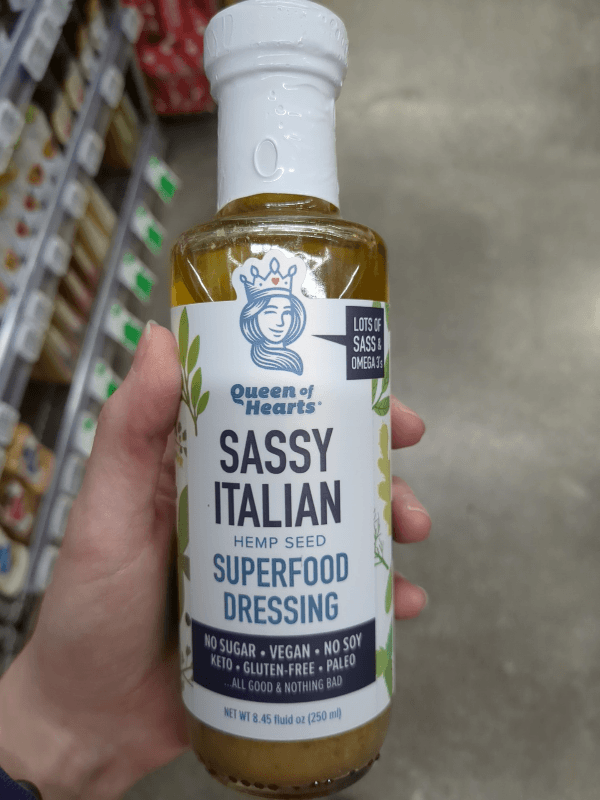 LOTS OF
SASS &
OMEGA 3s
Queen of
Hearts®
SASSY
ITALIAN
HEMP SEED
SUPERFOOD
DRESSING
NO SUGAR • VEGAN • NO SOY
KETO • GLUTEN-FREE • PALEO
...ALL GOOD & NOTHING BAD
NET WT 8.45 fluid oz (250 ml)